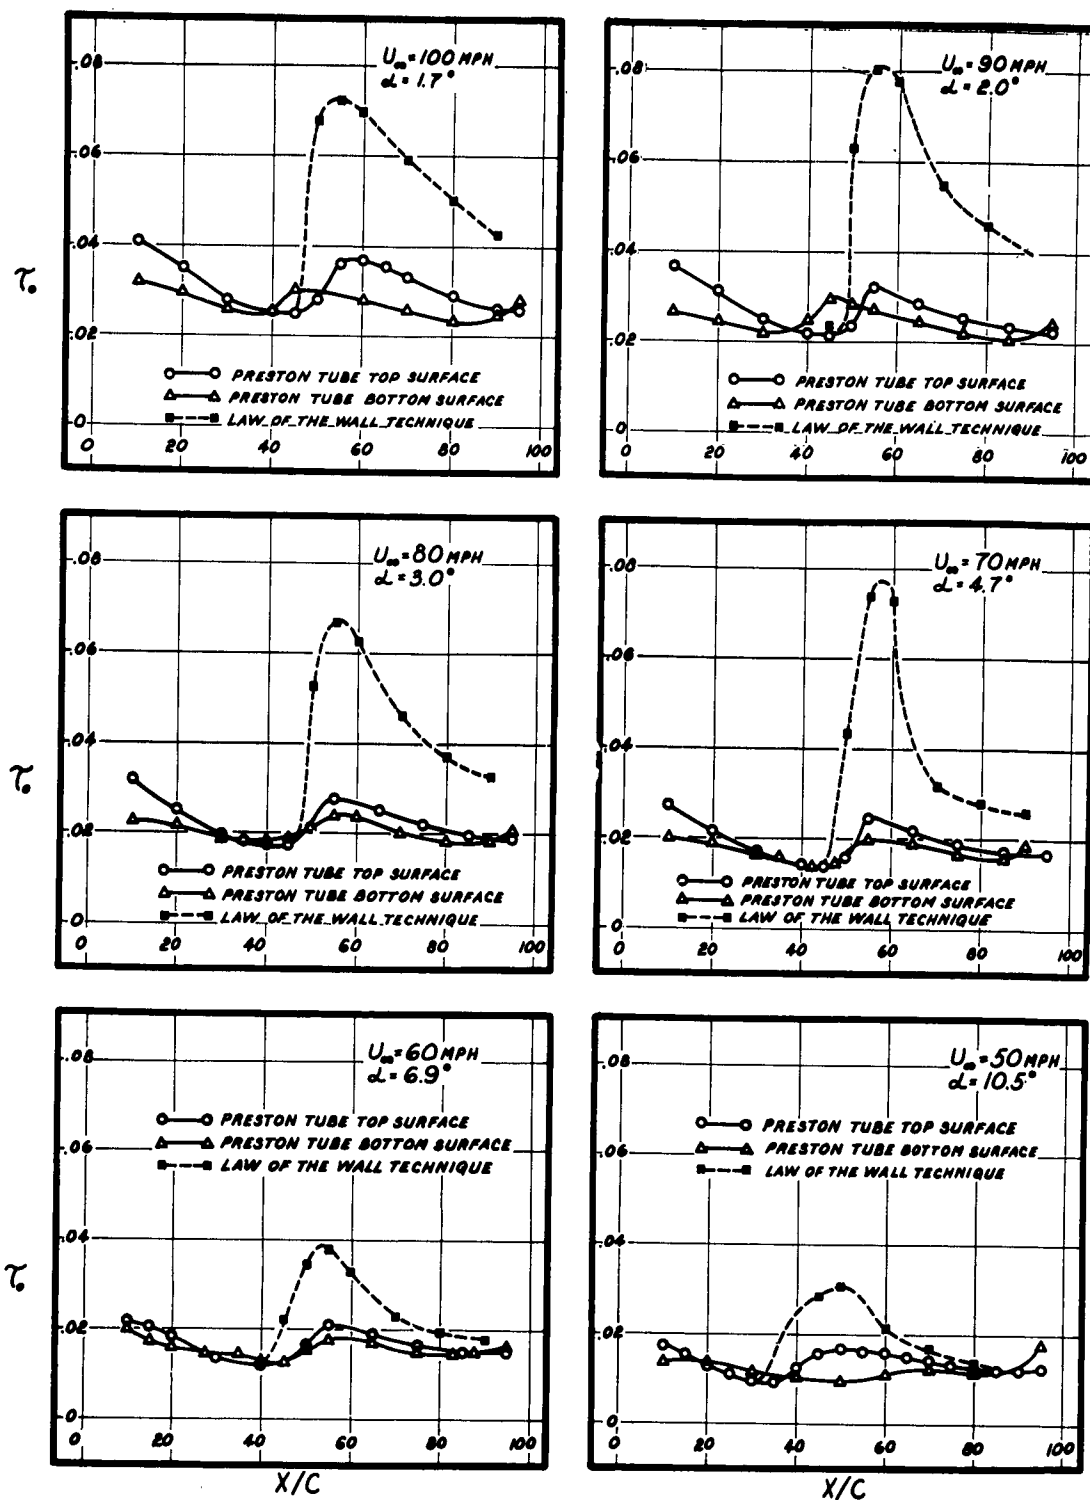 U∞=100 MPH
α=1.7°
.08
.06
.04
.02
0
τ₀
PRESTON TUBE TOP SURFACE
PRESTON TUBE BOTTOM SURFACE
LAW OF THE WALL TECHNIQUE
0 20 40 60 80 100
U∞=90 MPH
α=2.0°
.08
.06
.04
.02
0
PRESTON TUBE TOP SURFACE
PRESTON TUBE BOTTOM SURFACE
LAW OF THE WALL TECHNIQUE
0 20 40 60 80 100
U∞=80 MPH
α=3.0°
.08
.06
.04
.02
0
τ₀
PRESTON TUBE TOP SURFACE
PRESTON TUBE BOTTOM SURFACE
LAW OF THE WALL TECHNIQUE
0 20 40 60 80 100
U∞=70 MPH
α=4.7°
.08
.06
.04
.02
0
PRESTON TUBE TOP SURFACE
PRESTON TUBE BOTTOM SURFACE
LAW OF THE WALL TECHNIQUE
0 20 40 60 80 100
U∞=60 MPH
α=6.9°
.08
.06
.04
.02
0
τ₀
PRESTON TUBE TOP SURFACE
PRESTON TUBE BOTTOM SURFACE
LAW OF THE WALL TECHNIQUE
0 20 40 60 80 100
X/C
U∞=50 MPH
α=10.5°
.08
.06
.04
.02
0
PRESTON TUBE TOP SURFACE
PRESTON TUBE BOTTOM SURFACE
LAW OF THE WALL TECHNIQUE
0 20 40 60 80 100
X/C